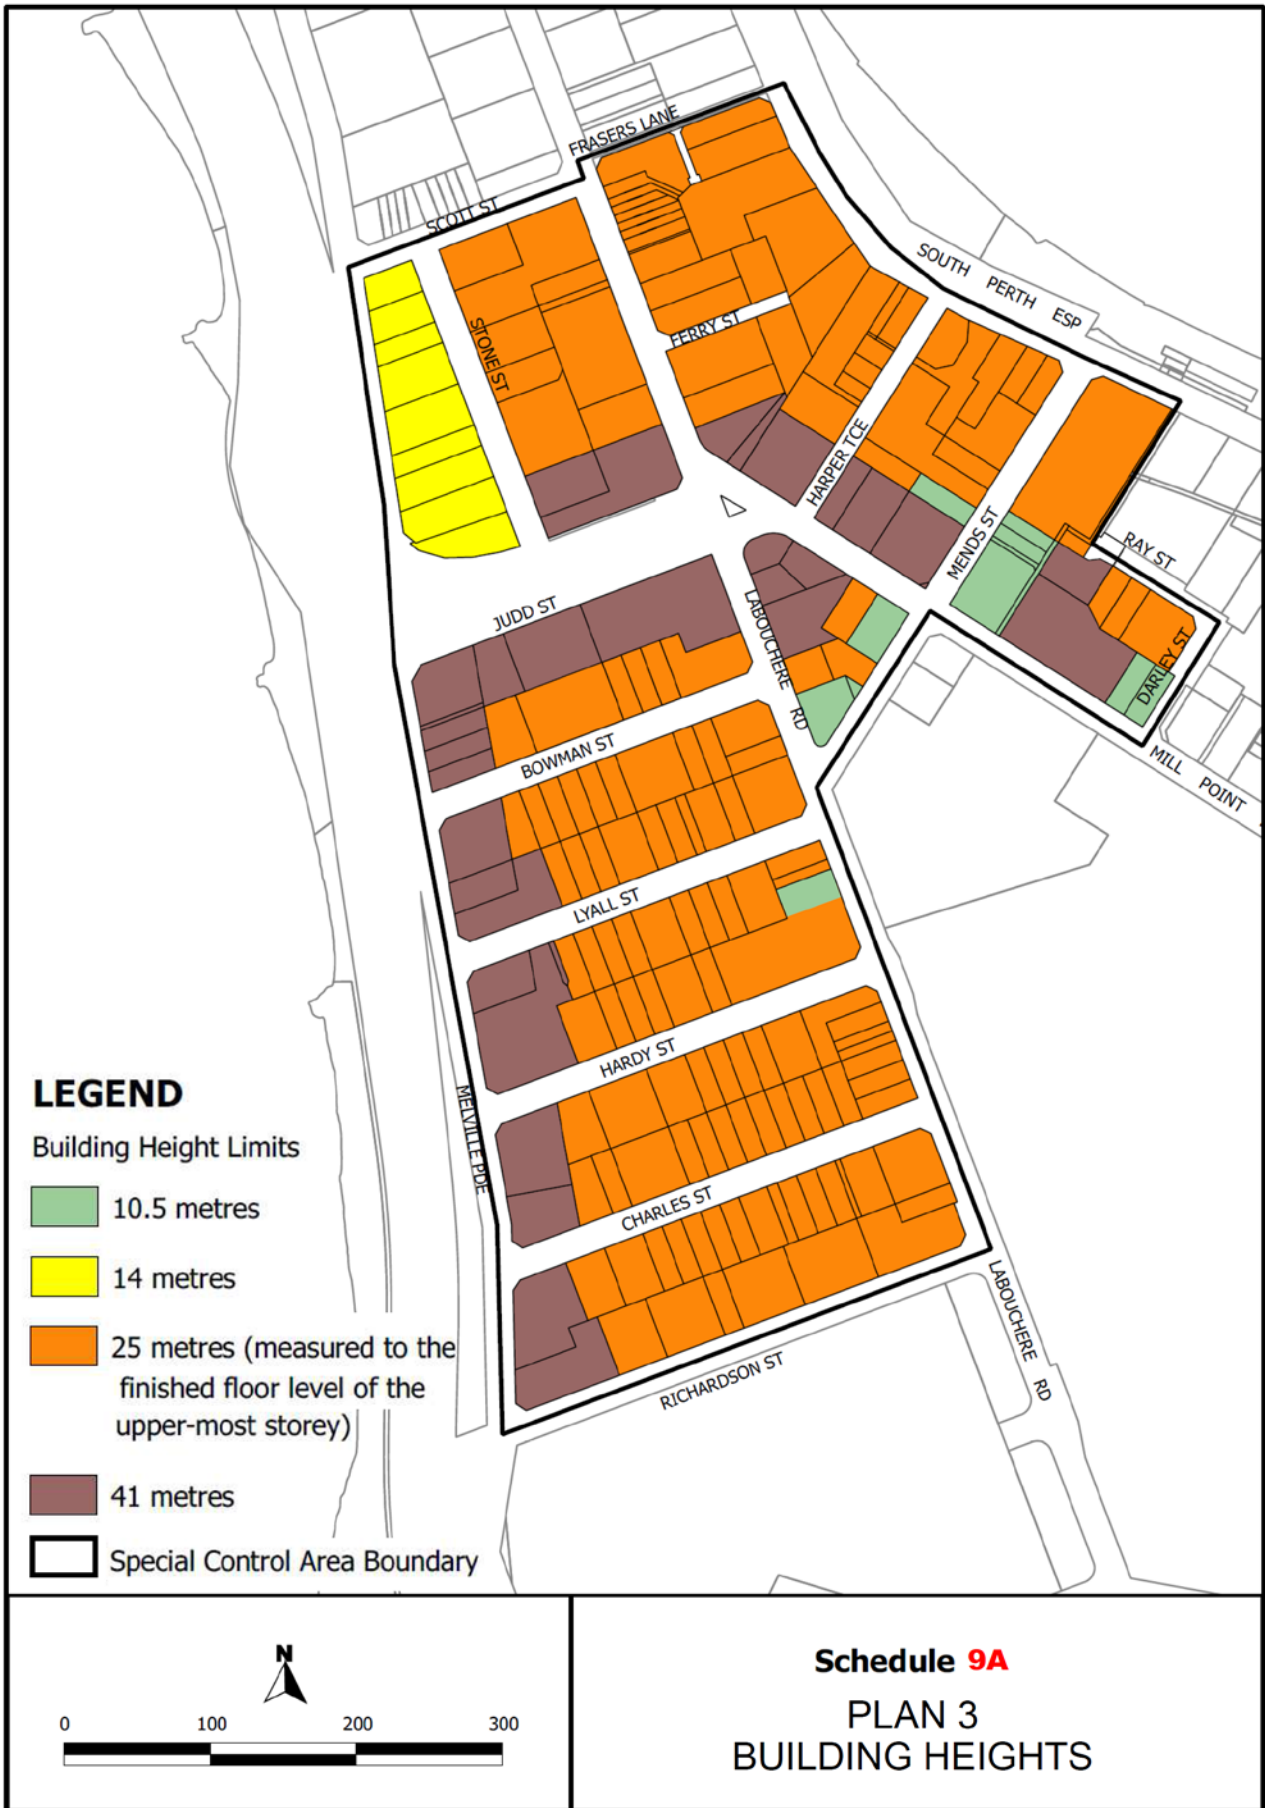 FRASERS LANE
SCOTT ST
SOUTH PERTH ESP
STONE ST
FERRY ST
HARPER TCE
MENDS ST
RAY ST
JUDD ST
LABOUCHERE RD
DARLEY ST
BOWMAN ST
MILL POINT
LYALL ST
HARDY ST
MELVILLE PDE
CHARLES ST
LABOUCHERE RD
RICHARDSON ST
LEGEND
Building Height Limits
10.5 metres
14 metres
25 metres (measured to the
finished floor level of the
upper-most storey)
41 metres
Special Control Area Boundary
N
0 100 200 300
Schedule 9A
PLAN 3
BUILDING HEIGHTS